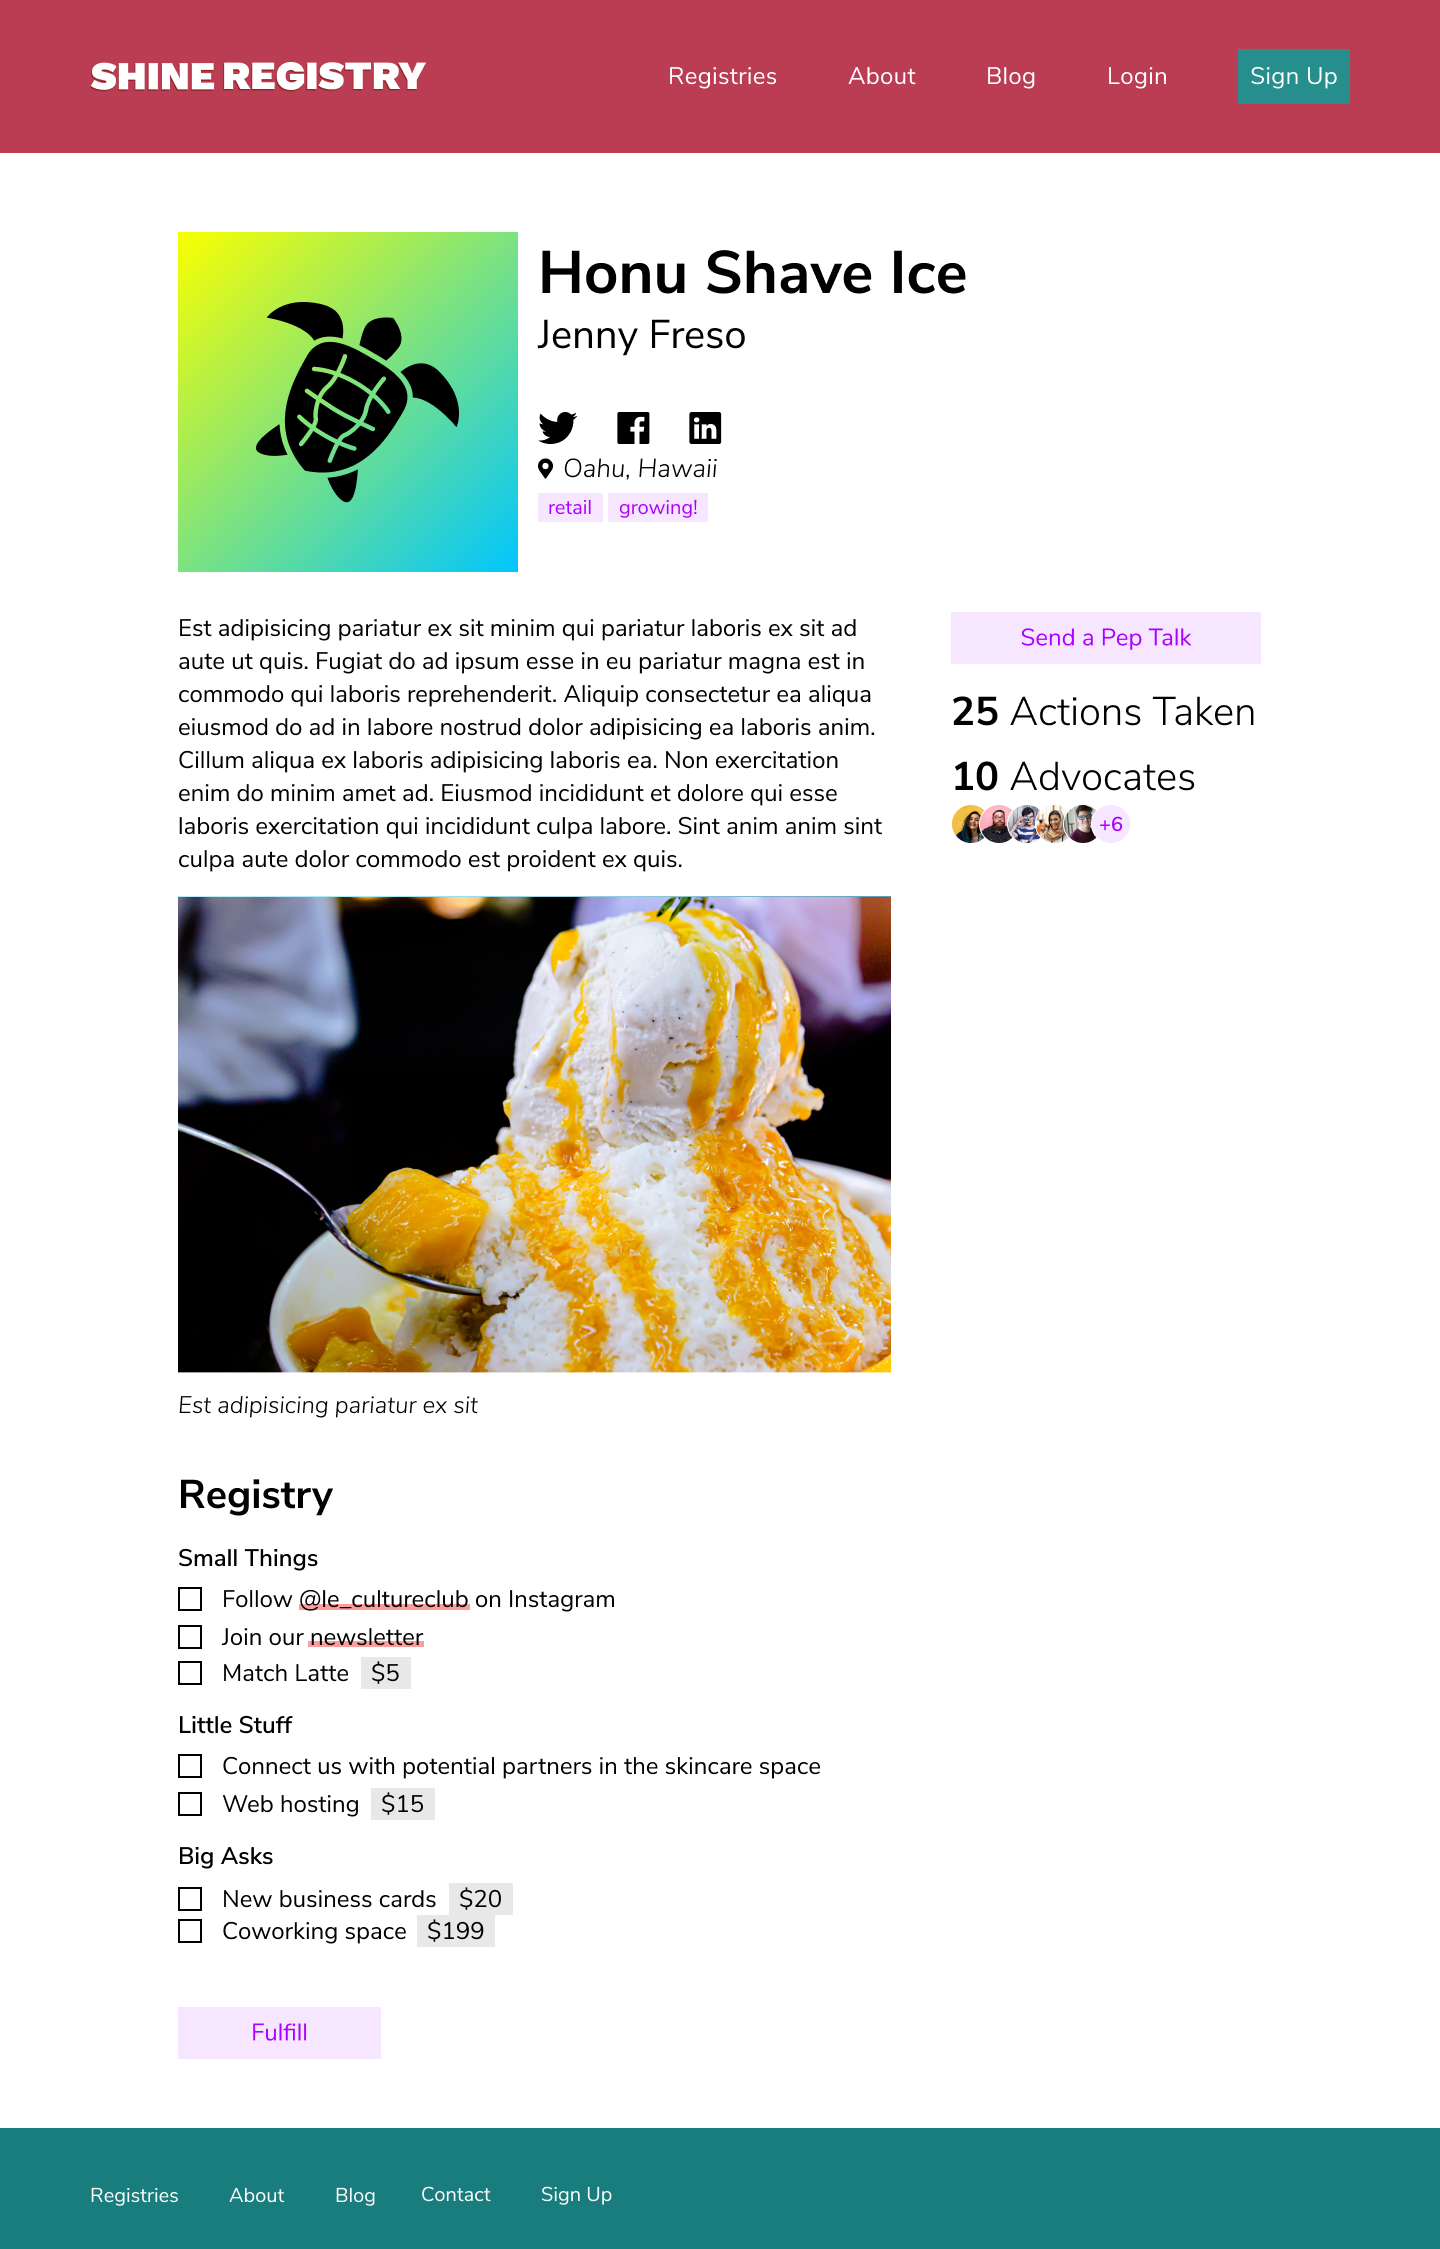 SHINE REGISTRY
Registries About Blog Login Sign Up
Honu Shave Ice
Jenny Freso
Oahu, Hawaii
retail growing!
Est adipisicing pariatur ex sit minim qui pariatur laboris ex sit ad
aute ut quis. Fugiat do ad ipsum esse in eu pariatur magna est in
commodo qui laboris reprehenderit. Aliquip consectetur ea aliqua
eiusmod do ad in labore nostrud dolor adipisicing ea laboris anim.
Cillum aliqua ex laboris adipisicing laboris ea. Non exercitation
enim do minim amet ad. Eiusmod incididunt et dolore qui esse
laboris exercitation qui incididunt culpa labore. Sint anim anim sint
culpa aute dolor commodo est proident ex quis.
Send a Pep Talk
25 Actions Taken
10 Advocates
+6
Est adipisicing pariatur ex sit
Registry
Small Things
Follow @le_cultureclub on Instagram
Join our newsletter
Match Latte $5
Little Stuff
Connect us with potential partners in the skincare space
Web hosting $15
Big Asks
New business cards $20
Coworking space $199
Fulfill
Registries About Blog Contact Sign Up